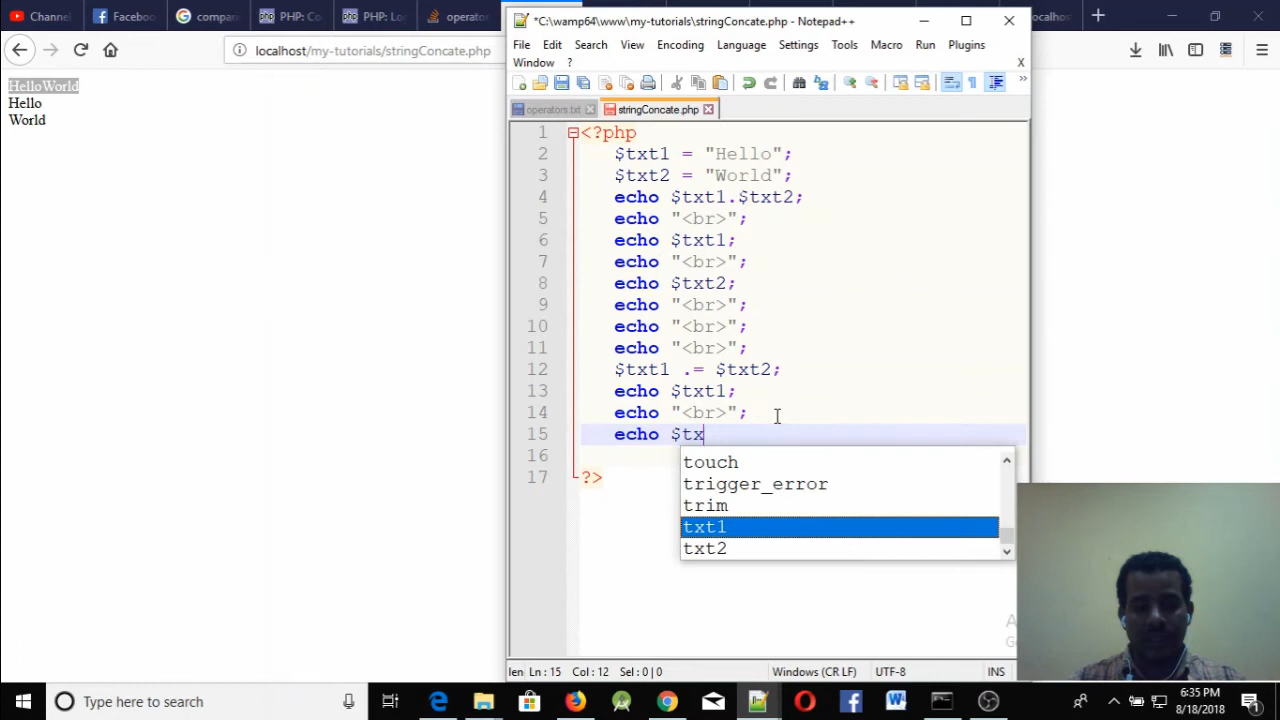 Channel
Facebo
compar
PHP: Co
PHP: Lo
operator
localhost/
localhost/my-tutorials/stringConcate.php
HelloWorld
Hello
World
*C:\wamp64\www\my-tutorials\stringConcate.php - Notepad++
File Edit Search View Encoding Language Settings Tools Macro Run Plugins
Window ? X
operators.txt stringConcate.php
1 <?php
2 $txt1 = "Hello";
3 $txt2 = "World";
4 echo $txt1.$txt2;
5 echo "<br>";
6 echo $txt1;
7 echo "<br>";
8 echo $txt2;
9 echo "<br>";
10 echo "<br>";
11 echo "<br>";
12 $txt1 .= $txt2;
13 echo $txt1;
14 echo "<br>";
15 echo $tx
16
17 ?>
touch
trigger_error
trim
txt1
txt2
len Ln : 15 Col : 12 Sel : 0 | 0 Windows (CR LF) UTF-8 INS
Type here to search
6:35 PM
8/18/2018
1